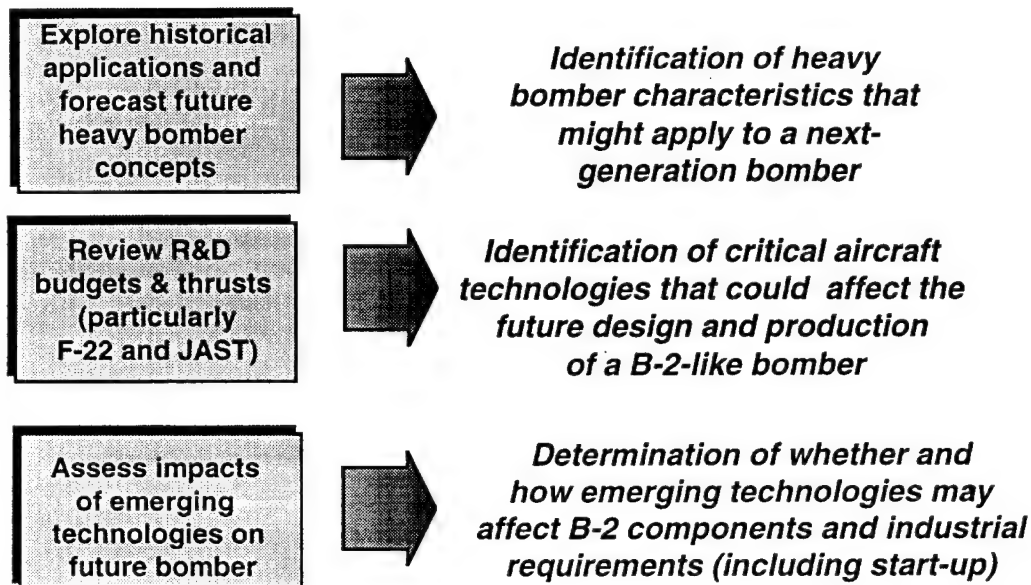 Explore historical
applications and
forecast future
heavy bomber
concepts
Identification of heavy
bomber characteristics that
might apply to a next-
generation bomber
Review R&D
budgets & thrusts
(particularly
F-22 and JAST)
Identification of critical aircraft
technologies that could affect the
future design and production
of a B-2-like bomber
Assess impacts
of emerging
technologies on
future bomber
Determination of whether and
how emerging technologies may
affect B-2 components and industrial
requirements (including start-up)